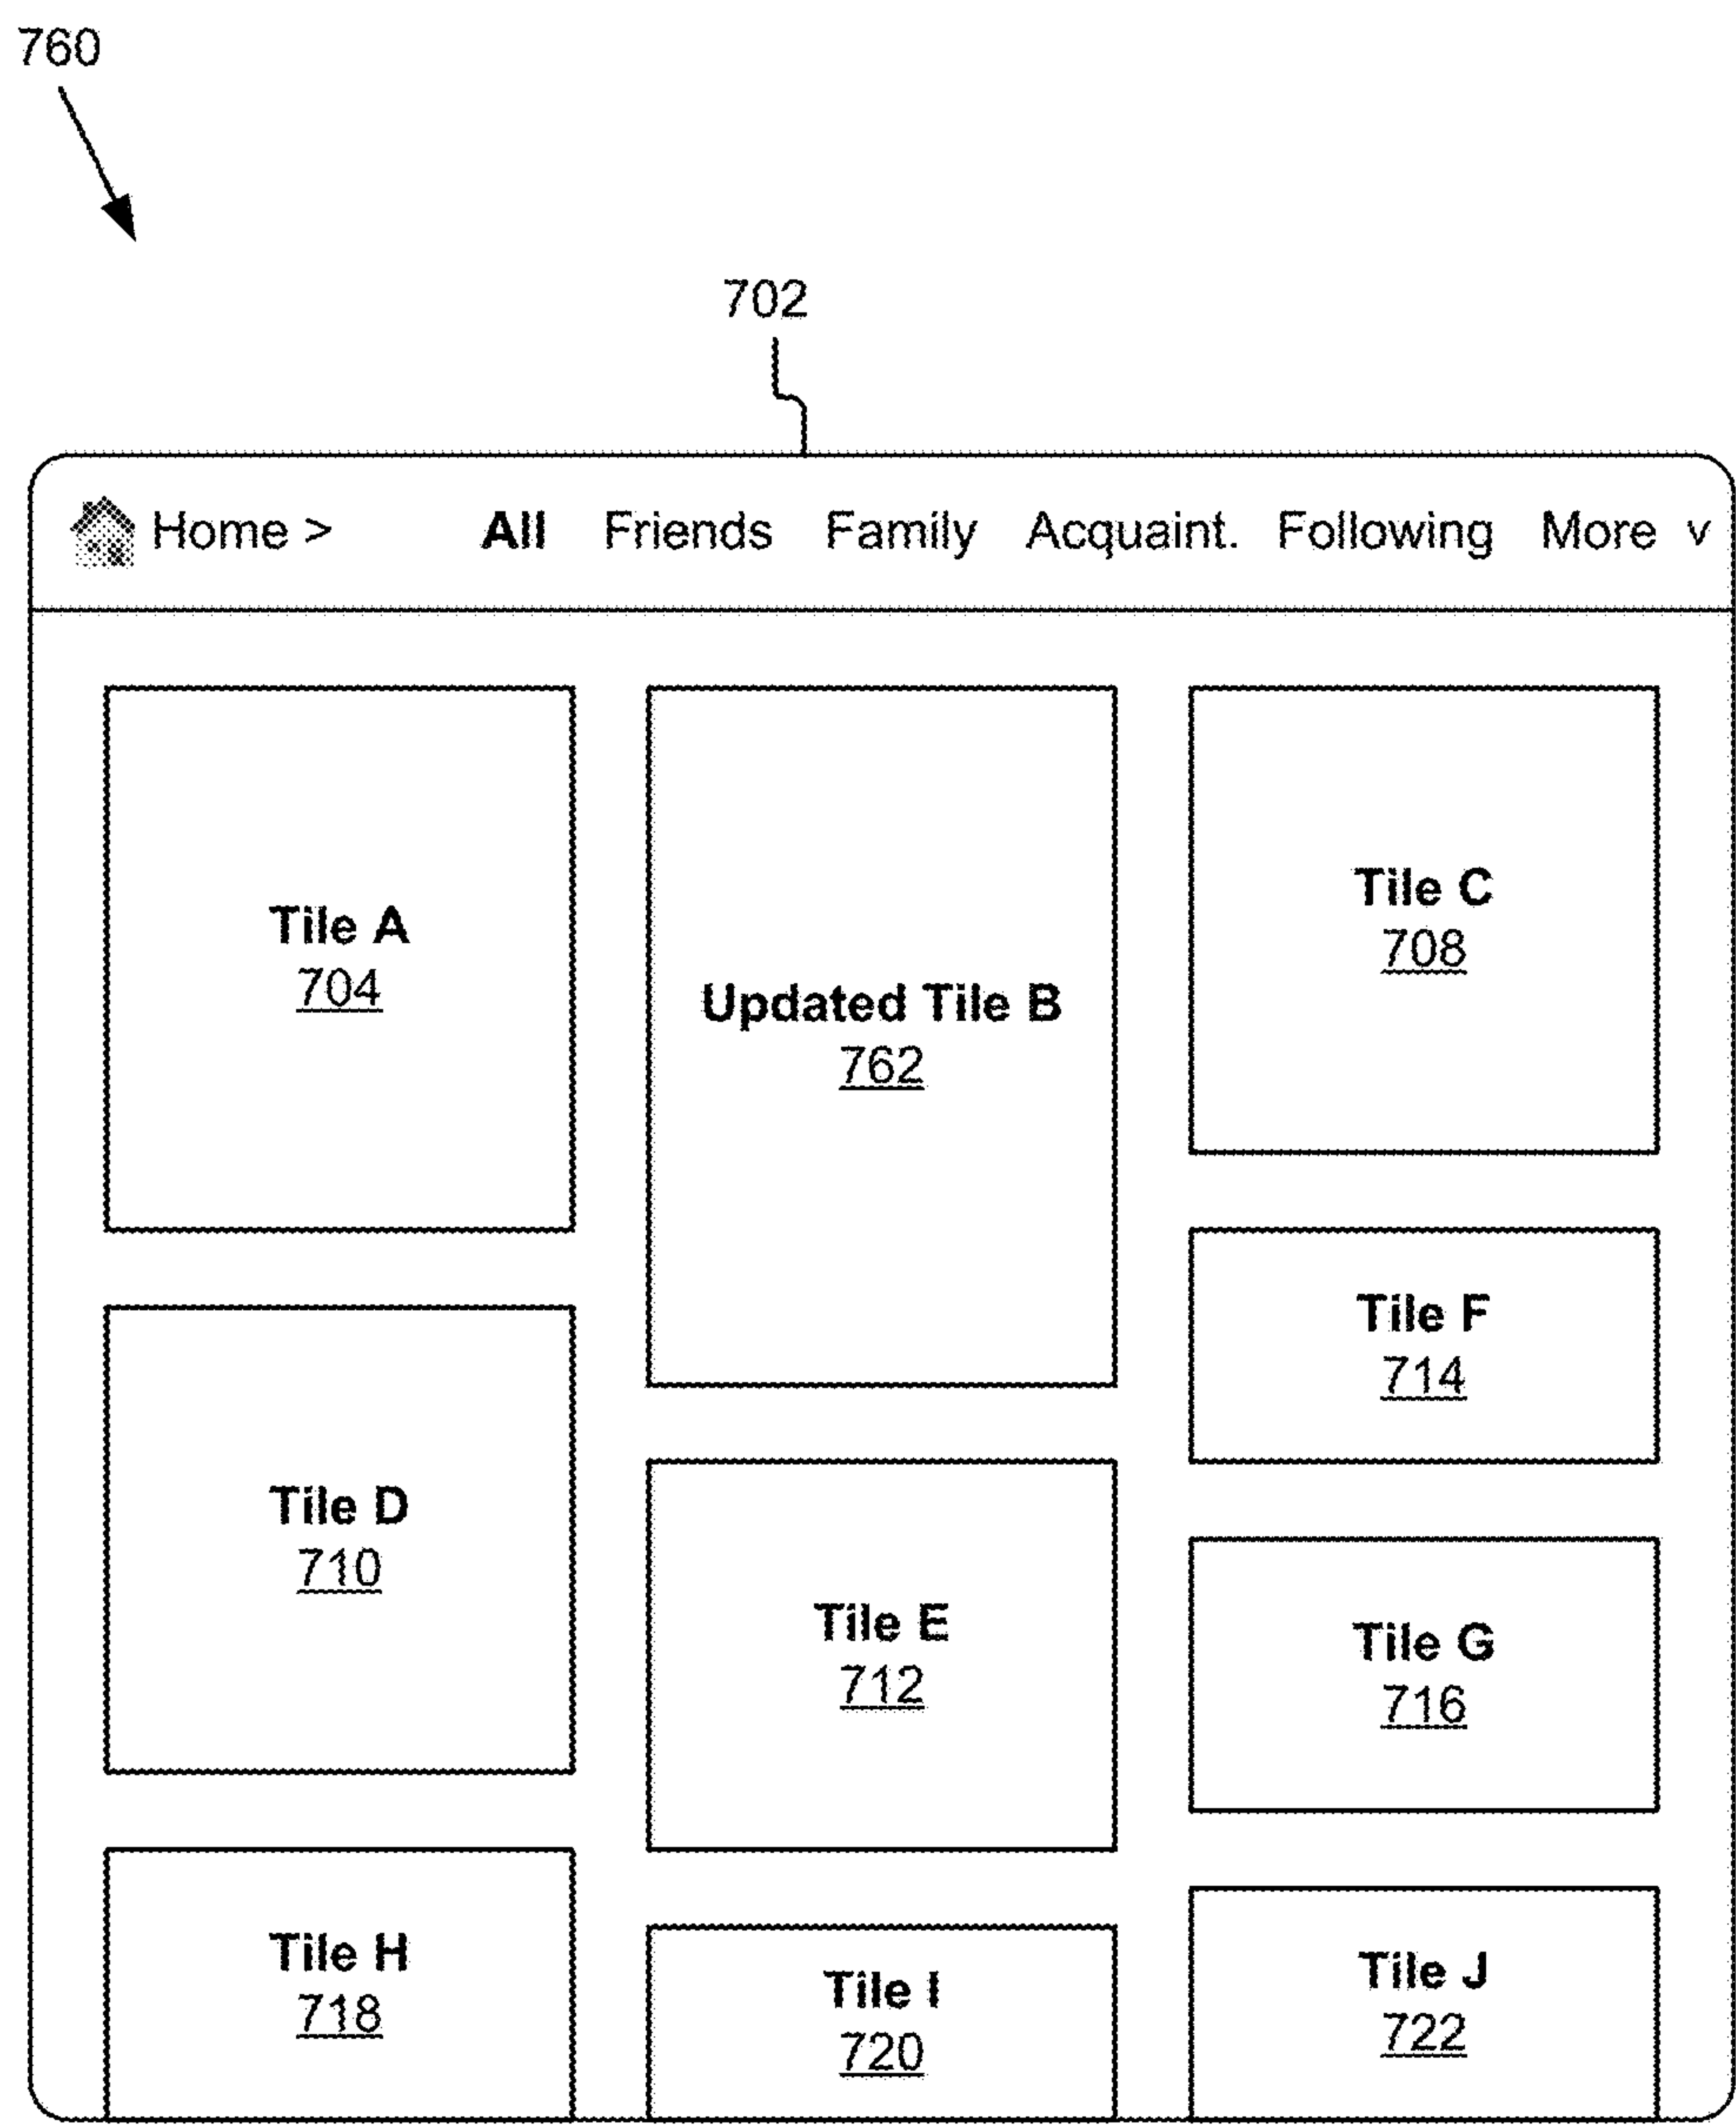 760
702
Home > All Friends Family Acquaint. Following More v
Tile A
704
Updated Tile B
762
Tile C
708
Tile D
710
Tile E
712
Tile F
714
Tile G
716
Tile H
718
Tile I
720
Tile J
722